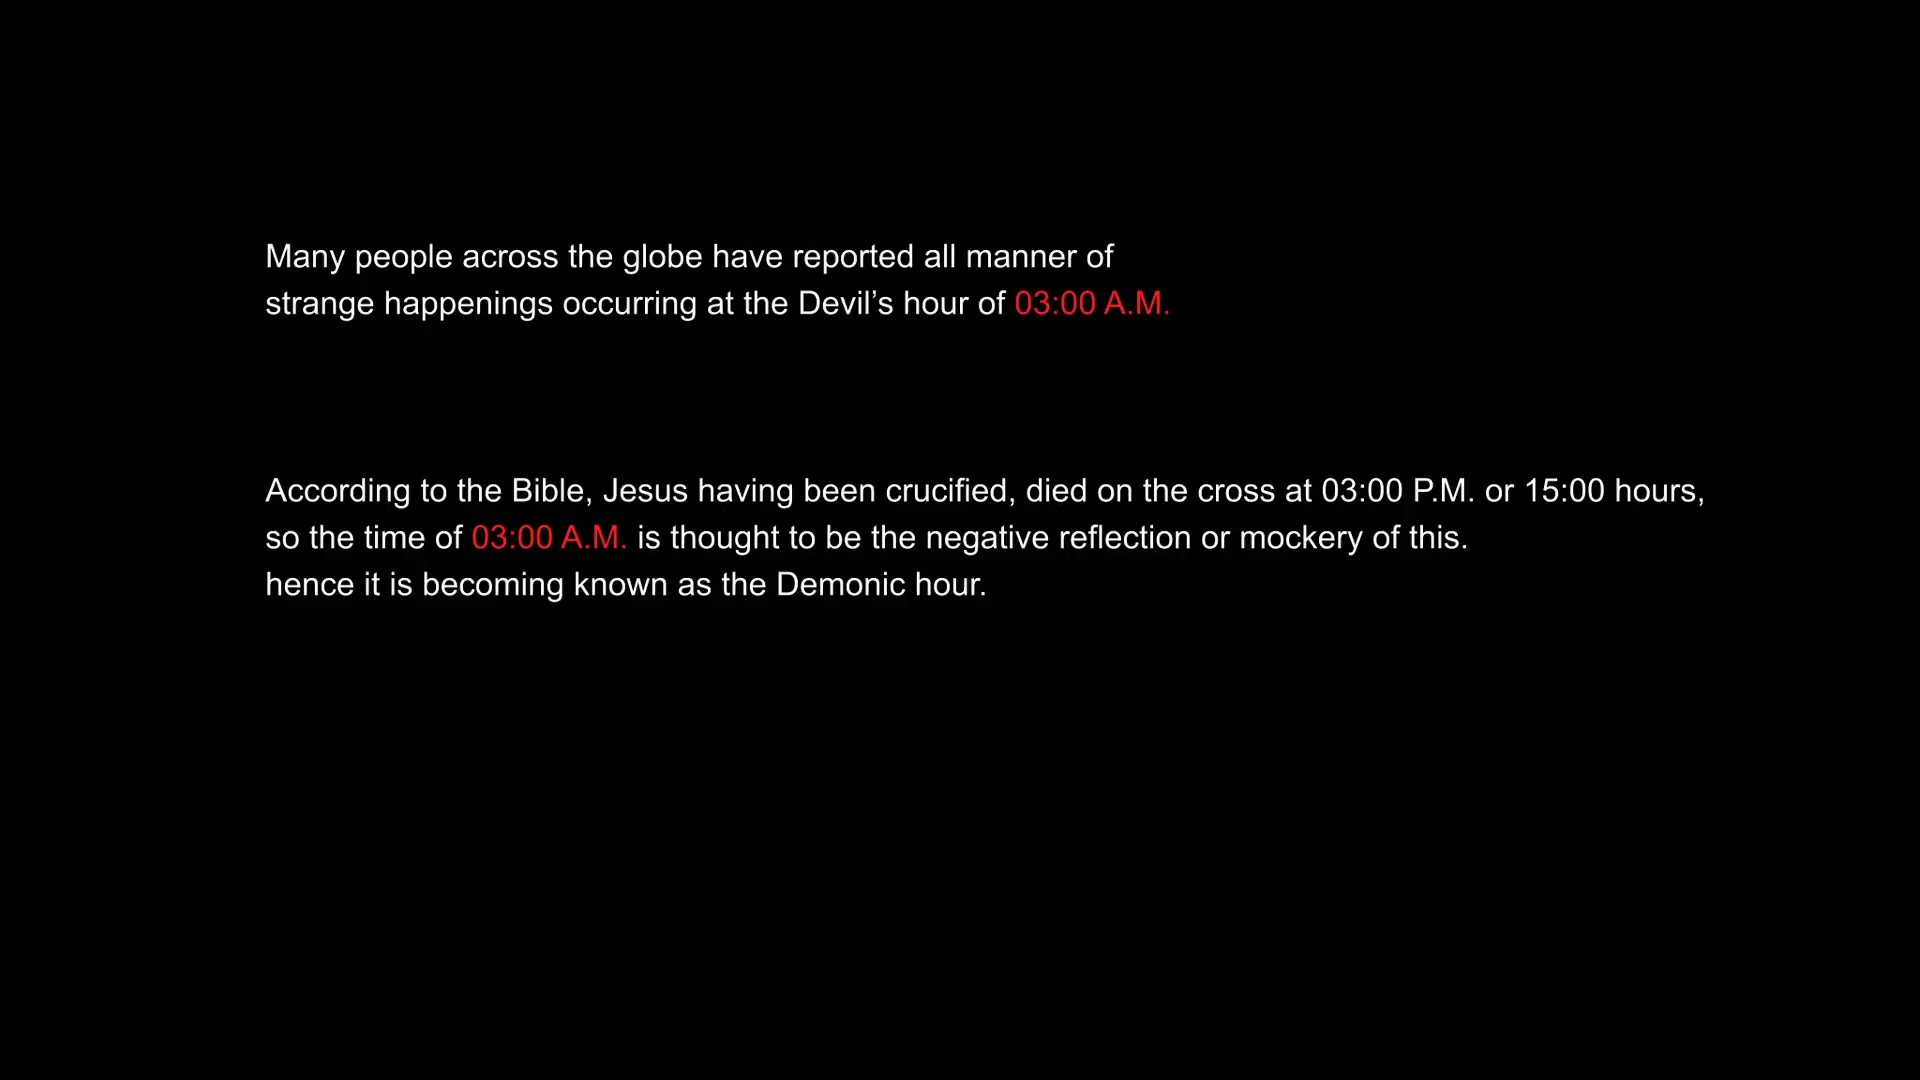 Many people across the globe have reported all manner of
strange happenings occurring at the Devil’s hour of 03:00 A.M.
According to the Bible, Jesus having been crucified, died on the cross at 03:00 P.M. or 15:00 hours,
so the time of 03:00 A.M. is thought to be the negative reflection or mockery of this.
hence it is becoming known as the Demonic hour.